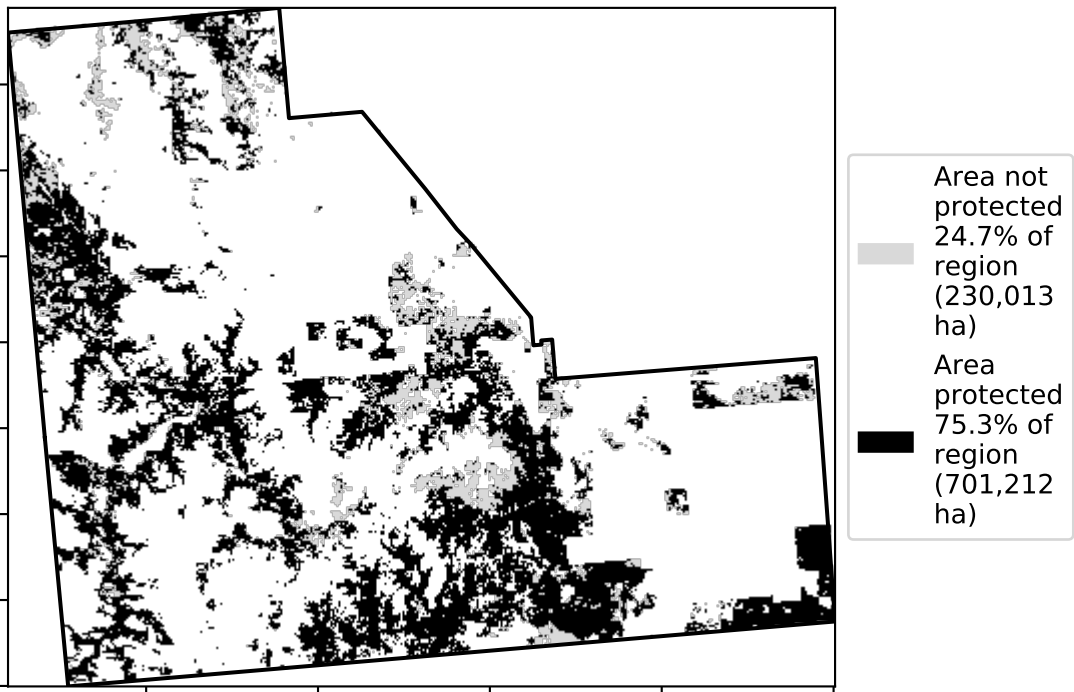 Area not
protected
24.7% of
region
(230,013
ha)
Area
protected
75.3% of
region
(701,212
ha)